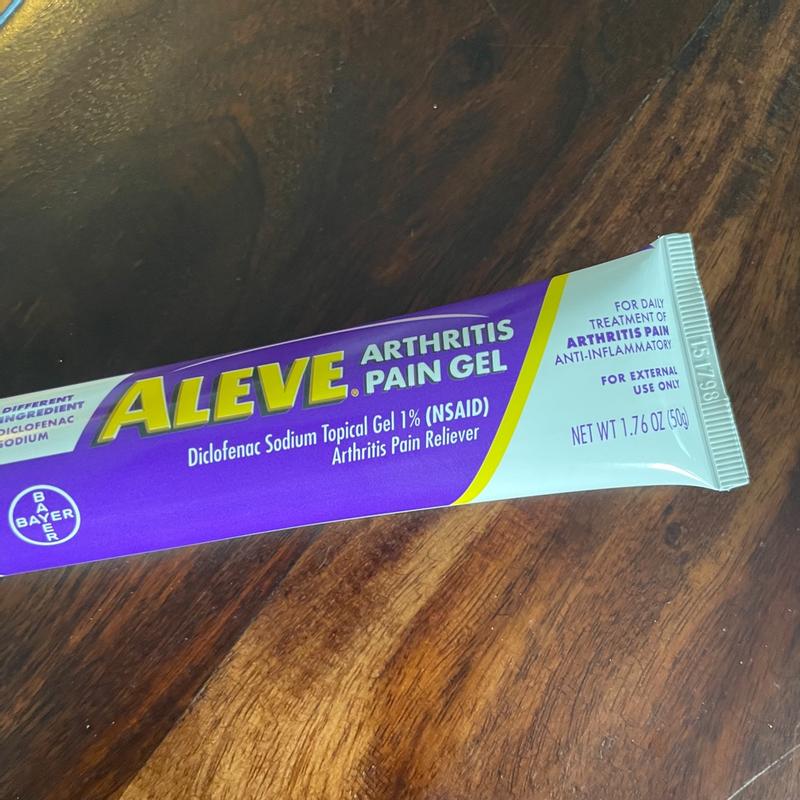 DIFFERENT
INGREDIENT
DICLOFENAC
SODIUM
ALEVE®
ARTHRITIS
PAIN GEL
Diclofenac Sodium Topical Gel 1% (NSAID)
Arthritis Pain Reliever
BAYER
BAYER
FOR DAILY
TREATMENT OF
ARTHRITIS PAIN
ANTI-INFLAMMATORY
FOR EXTERNAL
USE ONLY
NET WT 1.76 OZ (50g)